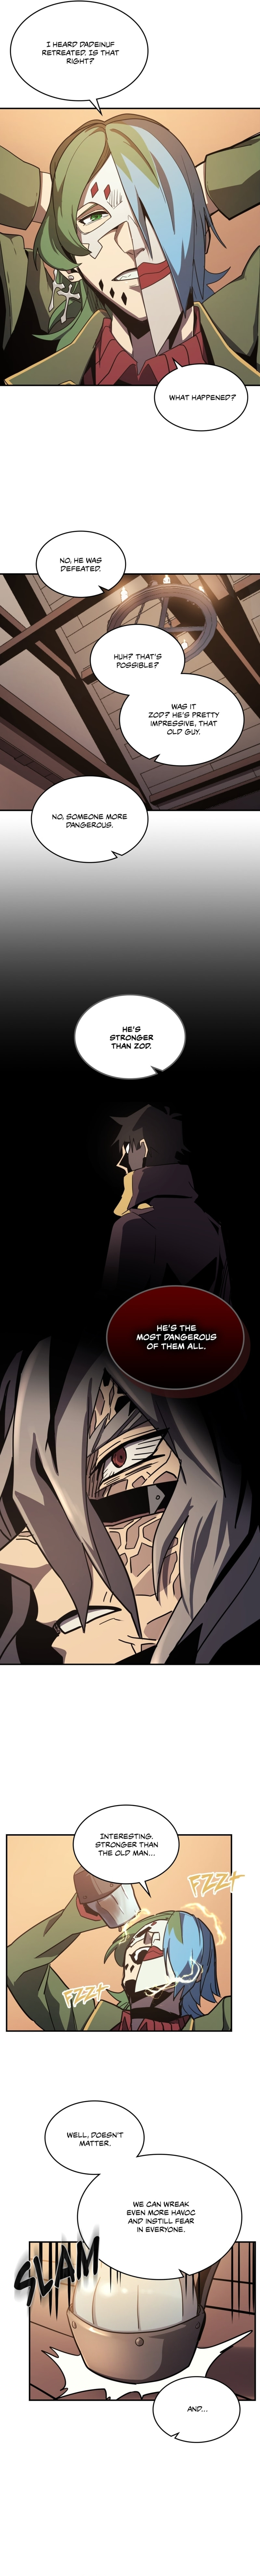 I HEARD DADEINUF
RETREATED. IS THAT
RIGHT?
WHAT HAPPENED?
NO, HE WAS
DEFEATED.
HUH? THAT'S
POSSIBLE?
WAS IT
ZOD? HE'S PRETTY
IMPRESSIVE, THAT
OLD GUY.
NO, SOMEONE MORE
DANGEROUS.
HE'S
STRONGER
THAN ZOD.
HE'S THE
MOST DANGEROUS
OF THEM ALL.
INTERESTING.
STRONGER THAN
THE OLD MAN...
FZZT
FZZT
WELL, DOESN'T
MATTER.
WE CAN WREAK
EVEN MORE HAVOC
AND INSTILL FEAR
IN EVERYONE.
SLAM
AND...